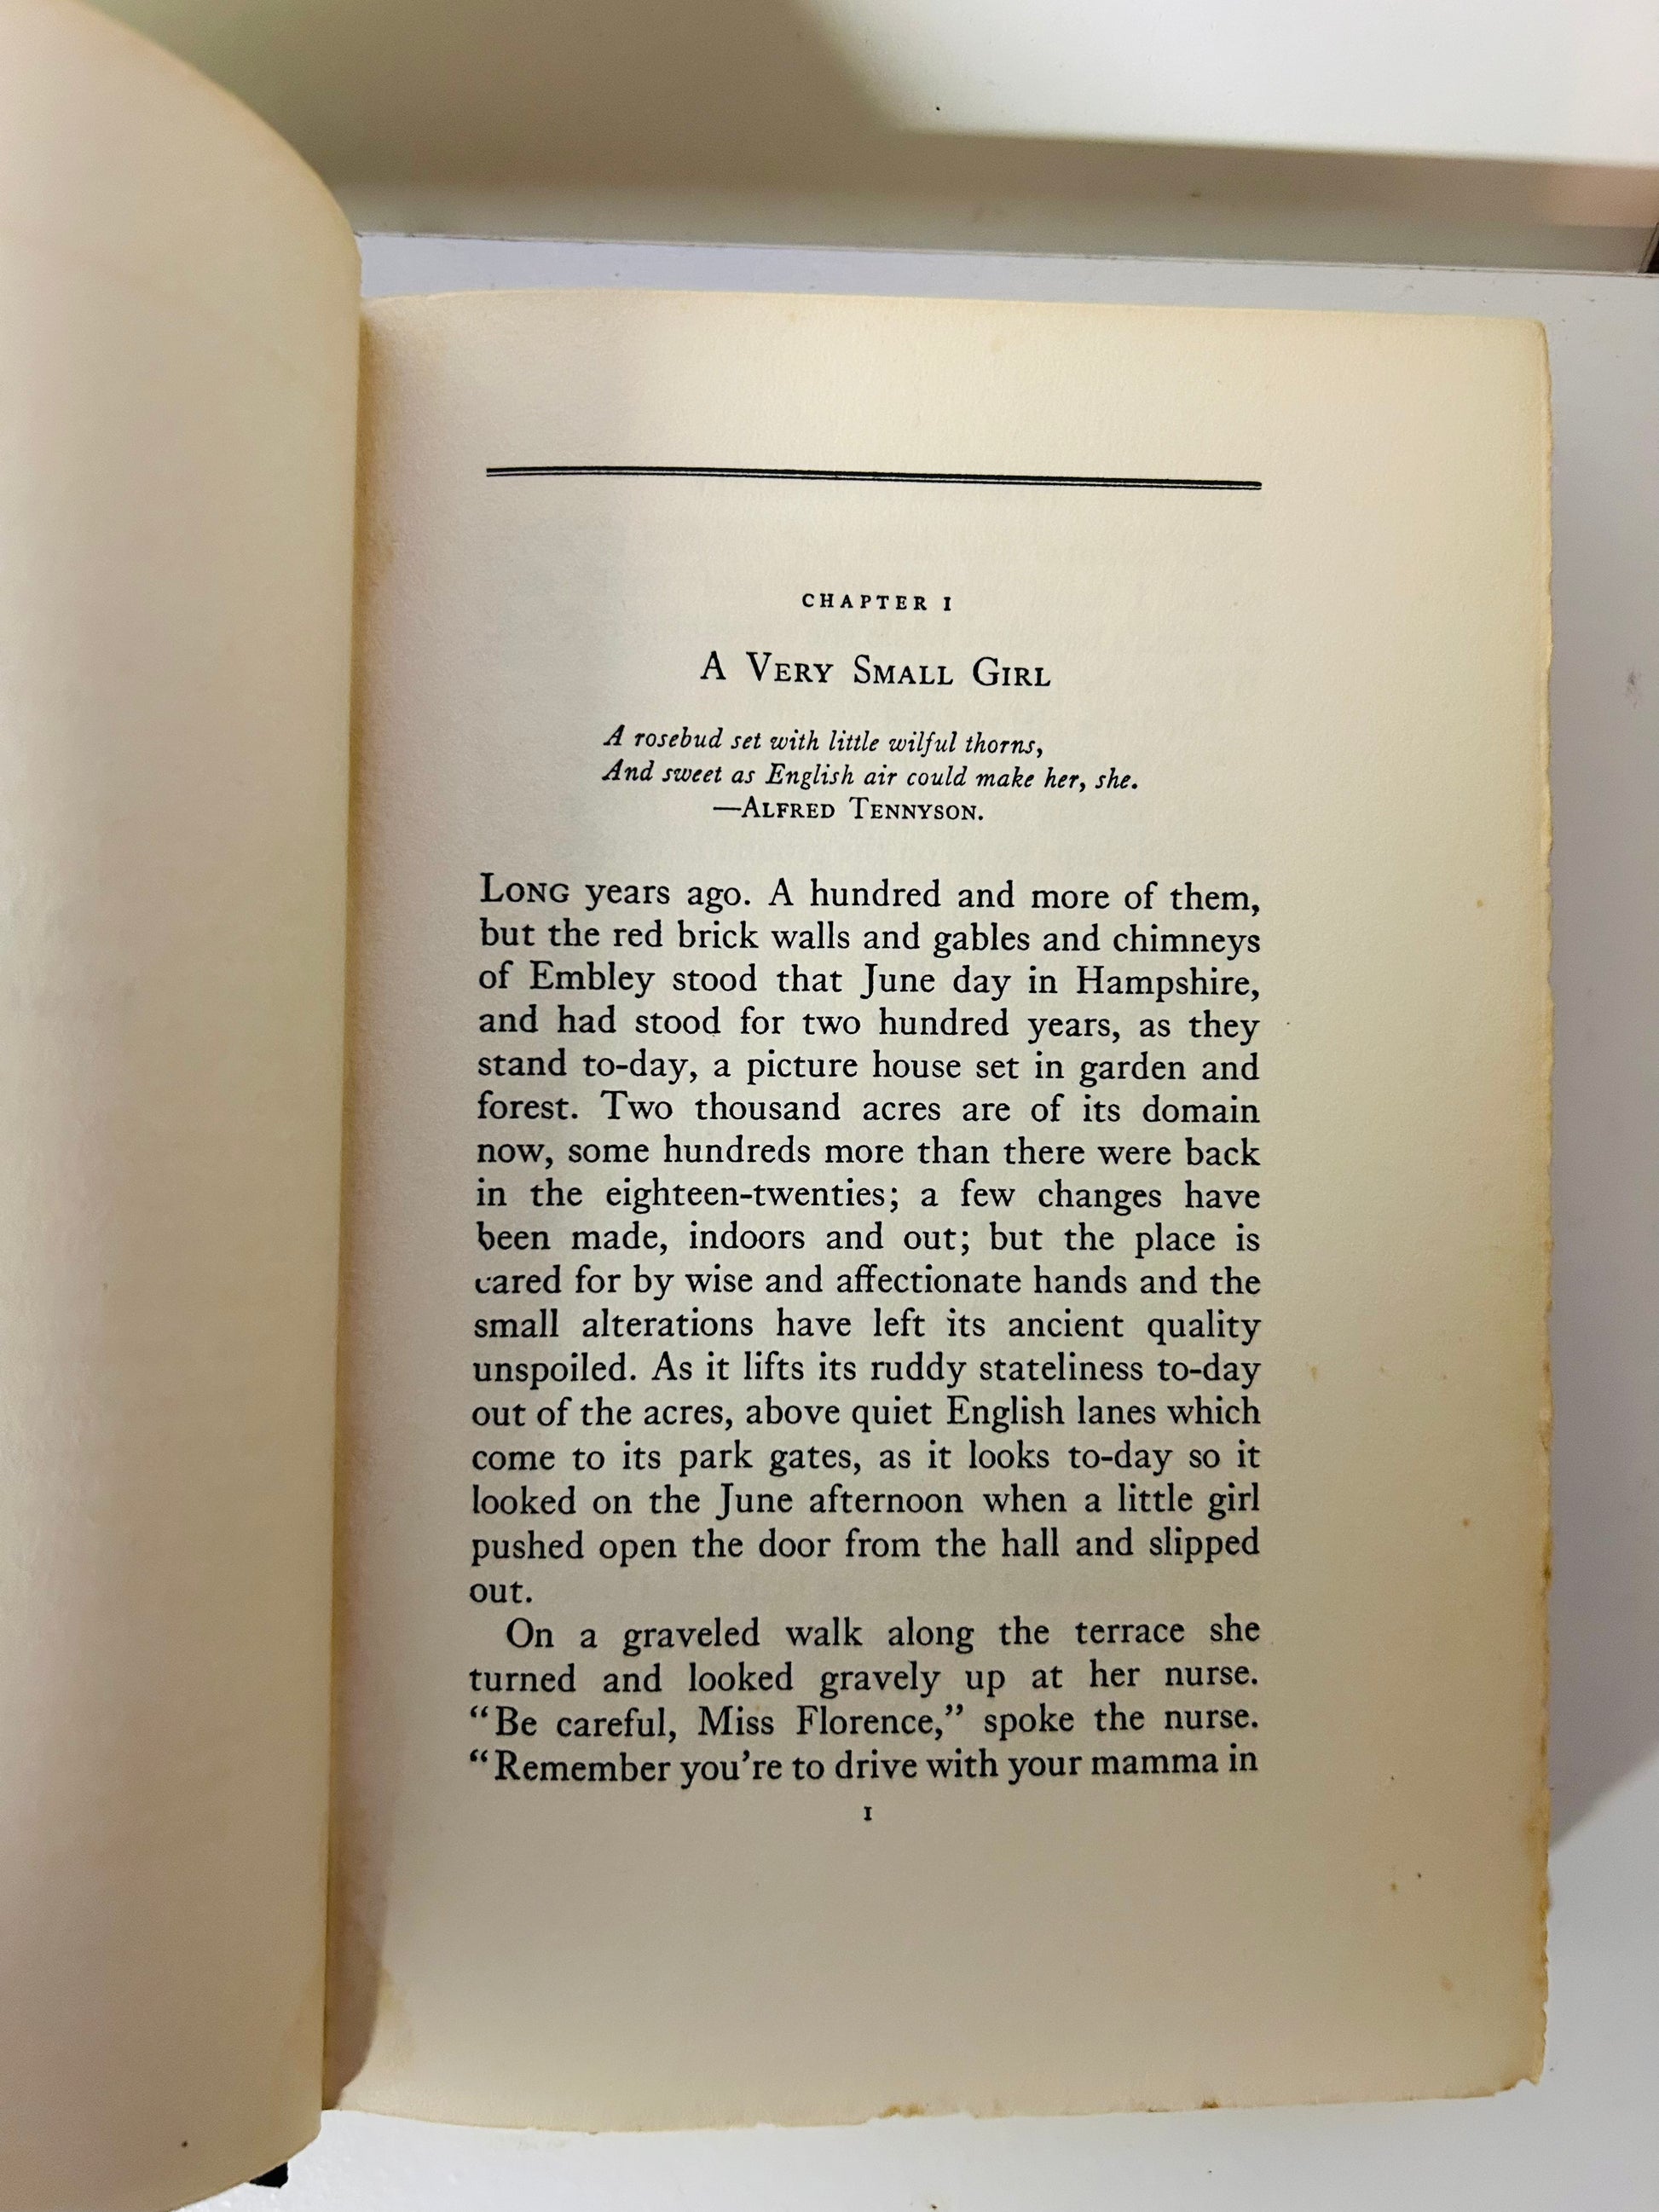 CHAPTER I
A VERY SMALL GIRL
A rosebud set with little wilful thorns,
And sweet as English air could make her, she.
—ALFRED TENNYSON.
LONG years ago. A hundred and more of them,
but the red brick walls and gables and chimneys
of Embley stood that June day in Hampshire,
and had stood for two hundred years, as they
stand to-day, a picture house set in garden and
forest. Two thousand acres are of its domain
now, some hundreds more than there were back
in the eighteen-twenties; a few changes have
been made, indoors and out; but the place is
cared for by wise and affectionate hands and the
small alterations have left its ancient quality
unspoiled. As it lifts its ruddy stateliness to-day
out of the acres, above quiet English lanes which
come to its park gates, as it looks to-day so it
looked on the June afternoon when a little girl
pushed open the door from the hall and slipped
out.
On a graveled walk along the terrace she
turned and looked gravely up at her nurse.
“Be careful, Miss Florence,” spoke the nurse.
“Remember you’re to drive with your mamma in
1